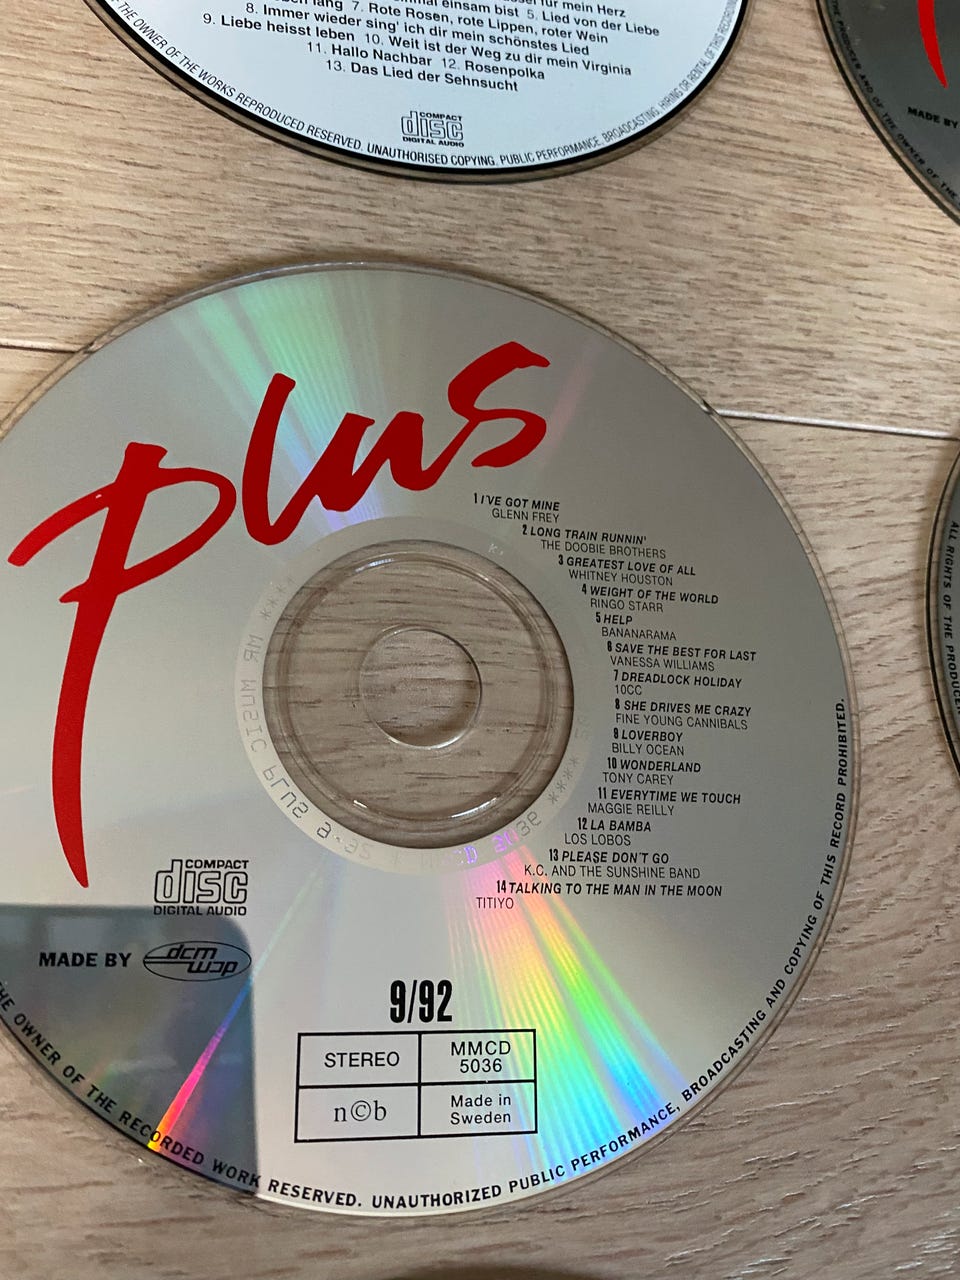 einsam bist 5. Lied von der Liebe
7. Rote Rosen, rote Lippen, roter Wein
8. Immer wieder sing' ich dir mein schönstes Lied
9. Liebe heisst leben 10. Weit ist der Weg zu dir mein Virginia
11. Hallo Nachbar 12. Rosenpolka
13. Das Lied der Sehnsucht
COMPACT
disc
DIGITAL AUDIO
THE OWNER OF THE WORKS REPRODUCED RESERVED. UNAUTHORISED COPYING, PUBLIC PERFORMANCE, BROADCASTING, HIRING OR RENTAL OF THIS
MADE BY
plus
1 I'VE GOT MINE
GLENN FREY
2 LONG TRAIN RUNNIN'
THE DOOBIE BROTHERS
3 GREATEST LOVE OF ALL
WHITNEY HOUSTON
4 WEIGHT OF THE WORLD
RINGO STARR
5 HELP
BANANARAMA
6 SAVE THE BEST FOR LAST
VANESSA WILLIAMS
7 DREADLOCK HOLIDAY
10CC
8 SHE DRIVES ME CRAZY
FINE YOUNG CANNIBALS
9 LOVERBOY
BILLY OCEAN
10 WONDERLAND
TONY CAREY
11 EVERYTIME WE TOUCH
MAGGIE REILLY
12 LA BAMBA
LOS LOBOS
13 PLEASE DON'T GO
K.C. AND THE SUNSHINE BAND
14 TALKING TO THE MAN IN THE MOON
TITIYO
COMPACT
disc
DIGITAL AUDIO
MADE BY dcm
9/92
STEREO
MMCD
5036
n©b
Made in
Sweden
THE OWNER OF THE RECORDED WORK RESERVED. UNAUTHORIZED PUBLIC PERFORMANCE, BROADCASTING AND COPYING OF THIS RECORD PROHIBITED.
ALL RIGHTS OF THE PRODUCER